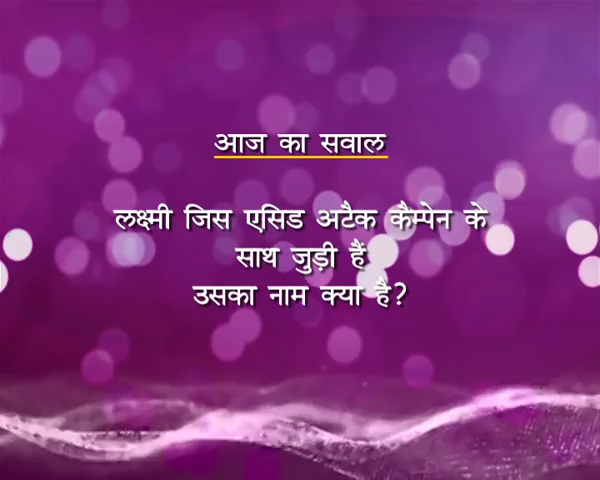 आज का सवाल
लक्ष्मी जिस एसिड अटैक कैम्पेन के
साथ जुड़ी हैं
उसका नाम क्या है?